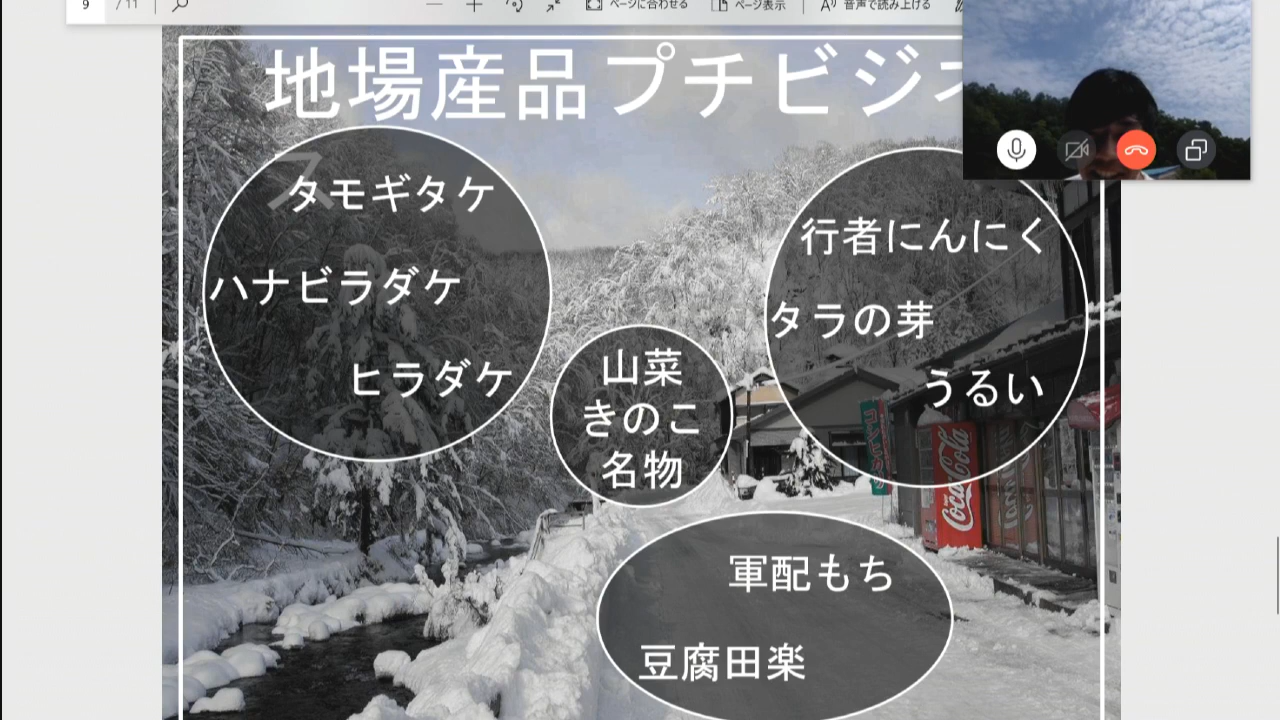 9 / 11 ページに合わせる ページ表示 音声で読み上げる
地場産品プチビジネ
ス
タモギタケ
ハナビラダケ
ヒラダケ
行者にんにく
タラの芽
うるい
山菜
きのこ
名物
Coca-Cola
軍配もち
豆腐田楽